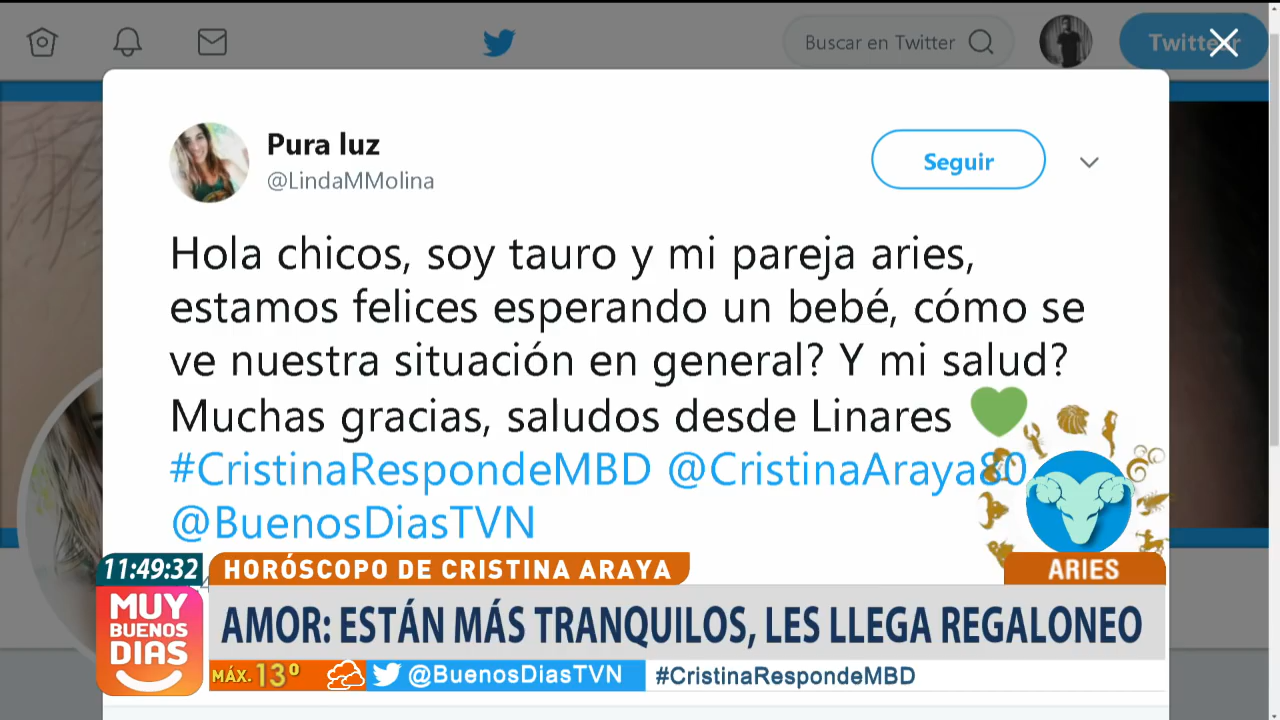 Buscar en Twitter
Pura luz
@LindaMMolina
Seguir
Hola chicos, soy tauro y mi pareja aries,
estamos felices esperando un bebé, cómo se
ve nuestra situación en general? Y mi salud?
Muchas gracias, saludos desde Linares
#CristinaRespondeMBD @CristinaAraya80
@BuenosDiasTVN
11:49:32
HORÓSCOPO DE CRISTINA ARAYA
ARIES
MUY
BUENOS
DIAS
AMOR: ESTÁN MÁS TRANQUILOS, LES LLEGA REGALONEO
MÁX. 13º
@BuenosDiasTVN
#CristinaRespondeMBD